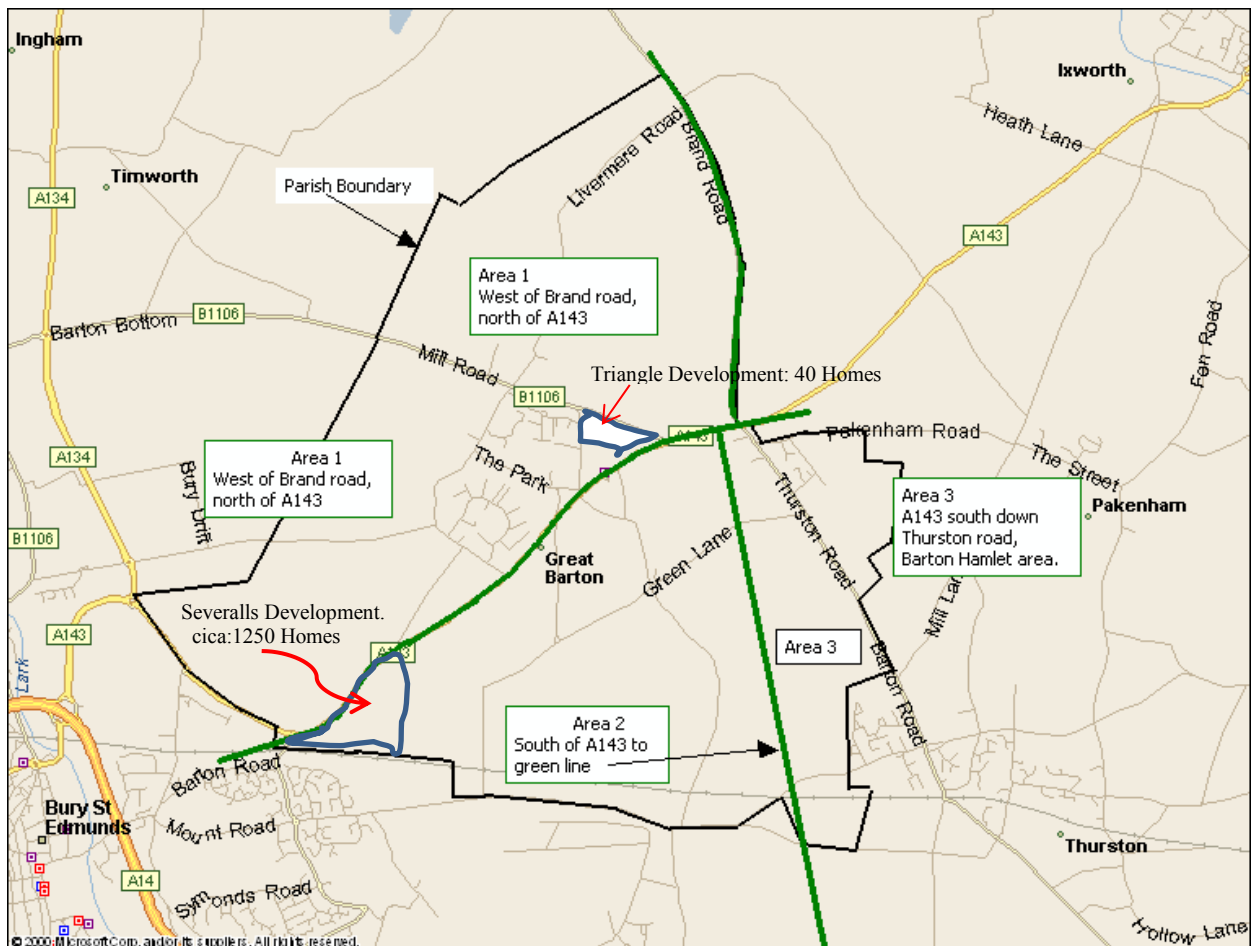 Ingham
Ixworth
Heath Lane
Timworth
Parish Boundary
A134
Livermere Road
Brand Road
A143
Area 1
West of Brand road,
north of A143
Barton Bottom
B1106
Mill Road
Fen Road
Triangle Development: 40 Homes
B1106
A143
Pakenham Road
The Street
Area 1
West of Brand road,
north of A143
A134
Bury Drift
The Park
Thurston Road
Area 3
A143 south down
Thurston road,
Barton Hamlet area.
Pakenham
B1106
Great
Barton
Green Lane
Mill Lane
Severalls Development.
cica:1250 Homes
A143
A143
Area 3
Lark
Barton Road
Area 2
South of A143 to
green line
Barton Road
Bury St
Edmunds
Mount Road
Thurston
A14
Symonds Road
Hollow Lane
© 2000 Microsoft Corp. and/or its suppliers. All rights reserved.